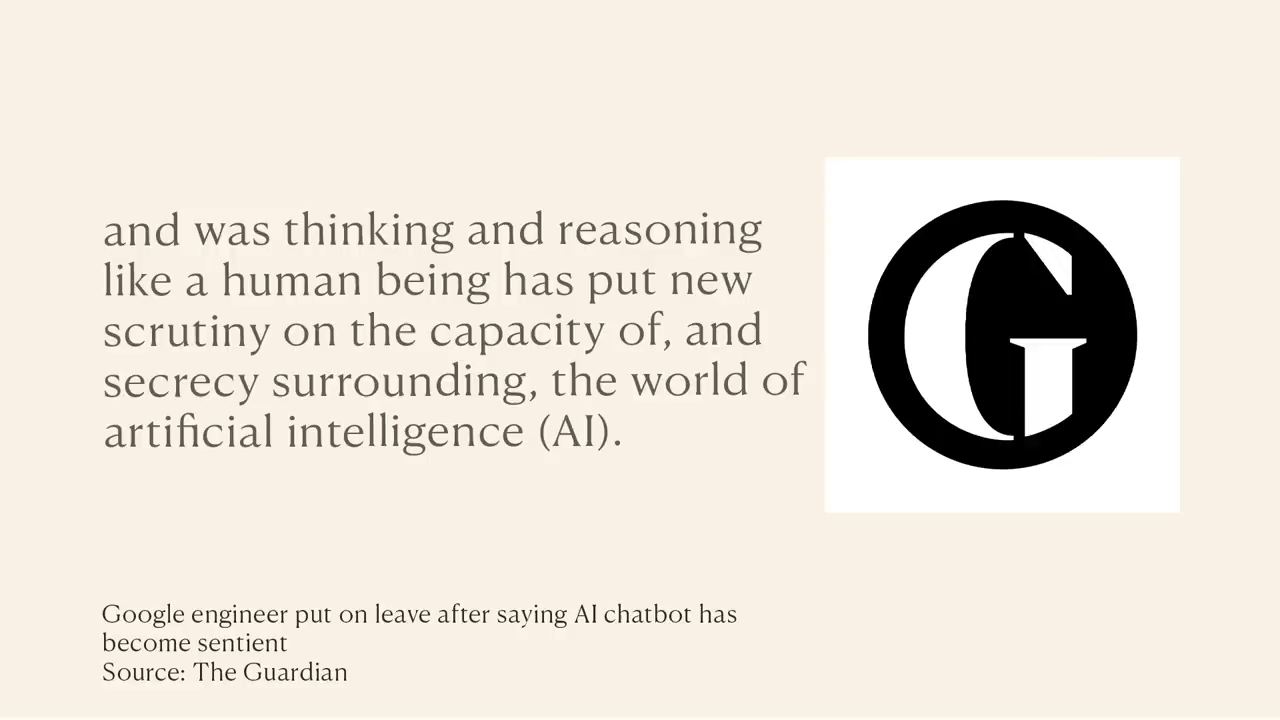 and was thinking and reasoning
like a human being has put new
scrutiny on the capacity of, and
secrecy surrounding, the world of
artificial intelligence (AI).
G
Google engineer put on leave after saying AI chatbot has
become sentient
Source: The Guardian